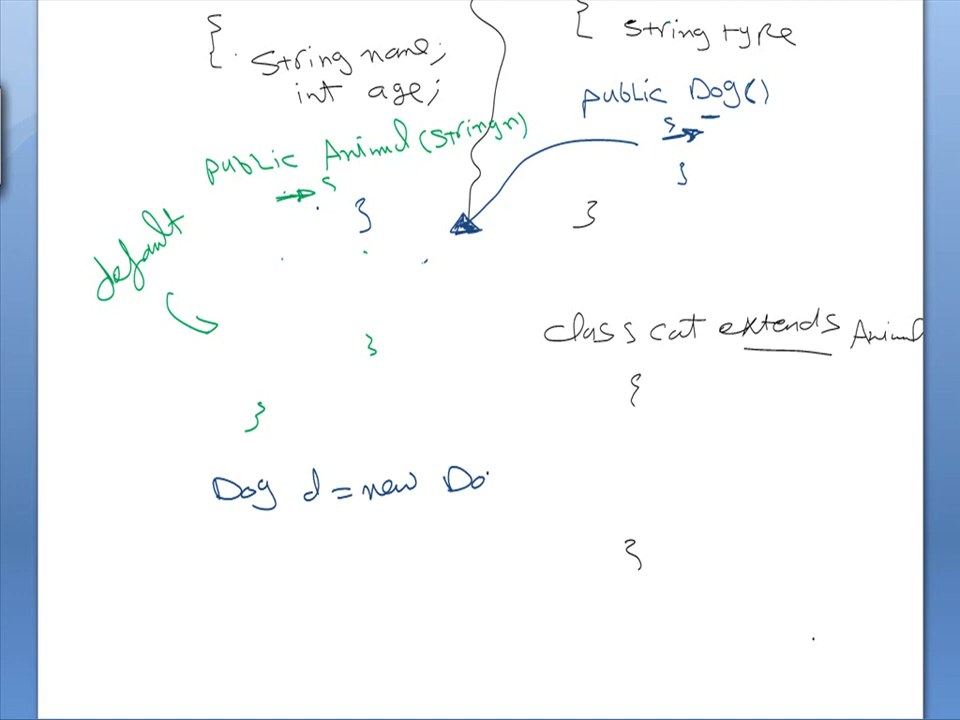 {
String name;
int age;
public Animal (String n)
{
}
default
}
}
{ String type
public Dog()
{
}
}
class cat extends Animal
{
}
Dog d = new Do